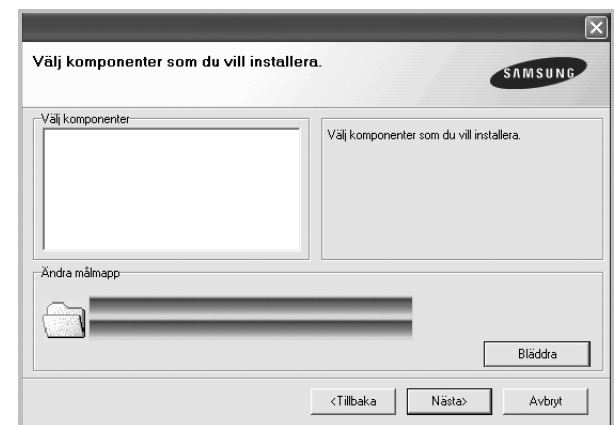 Välj komponenter som du vill installera.
SAMSUNG
Välj komponenter
Välj komponenter som du vill installera.
Ändra målmapp
Bläddra
<Tillbaka
Nästa>
Avbryt